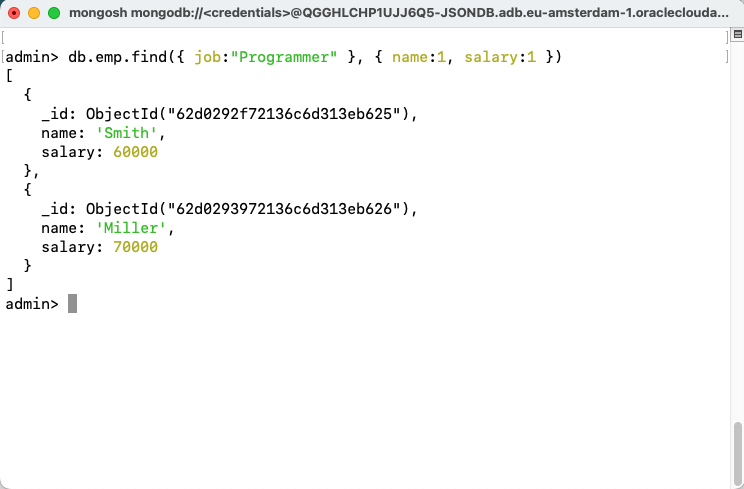 mongosh mongodb://<credentials>@QGGHLCHP1UJJ6Q5-JSONDB.adb.eu-amsterdam-1.oracleclouda...
[admin> db.emp.find({ job:"Programmer" }, { name:1, salary:1 })
[
  {
    _id: ObjectId("62d0292f72136c6d313eb625"),
    name: 'Smith',
    salary: 60000
  },
  {
    _id: ObjectId("62d0293972136c6d313eb626"),
    name: 'Miller',
    salary: 70000
  }
]
admin>